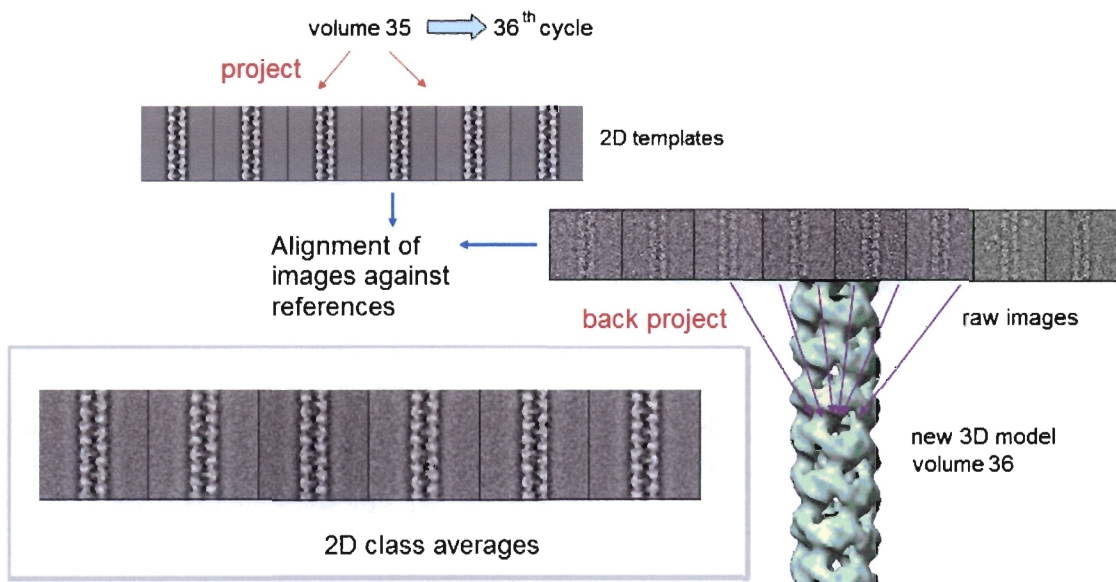 volume 35 36th cycle
project
2D templates
Alignment of
images against
references
back project
raw images
new 3D model
volume 36
2D class averages